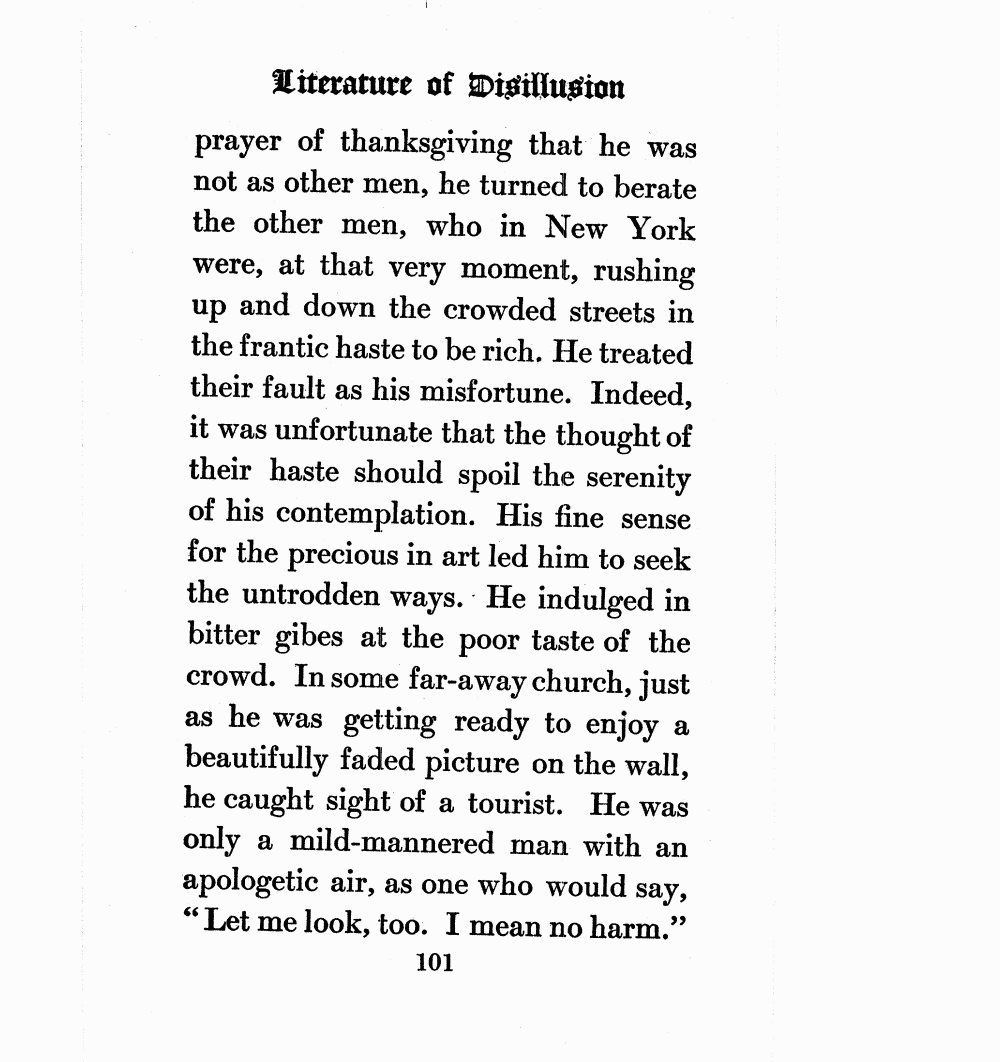 Literature of Disillusion
prayer of thanksgiving that he was
not as other men, he turned to berate
the other men, who in New York
were, at that very moment, rushing
up and down the crowded streets in
the frantic haste to be rich. He treated
their fault as his misfortune. Indeed,
it was unfortunate that the thought of
their haste should spoil the serenity
of his contemplation. His fine sense
for the precious in art led him to seek
the untrodden ways. He indulged in
bitter gibes at the poor taste of the
crowd. In some far-away church, just
as he was getting ready to enjoy a
beautifully faded picture on the wall,
he caught sight of a tourist. He was
only a mild-mannered man with an
apologetic air, as one who would say,
“Let me look, too. I mean no harm.”
101